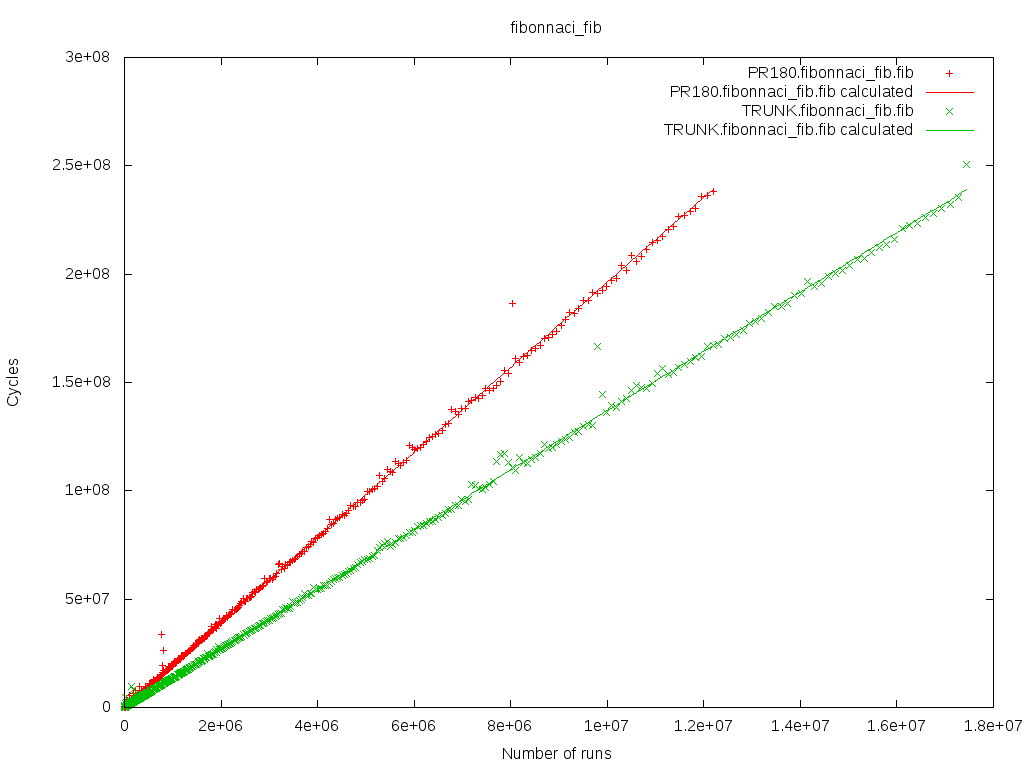 fibonnaci_fib
3e+08
2.5e+08
2e+08
1.5e+08
1e+08
5e+07
0
Cycles
PR180.fibonnaci_fib.fib
PR180.fibonnaci_fib.fib calculated
TRUNK.fibonnaci_fib.fib
TRUNK.fibonnaci_fib.fib calculated
0 2e+06 4e+06 6e+06 8e+06 1e+07 1.2e+07 1.4e+07 1.6e+07 1.8e+07
Number of runs